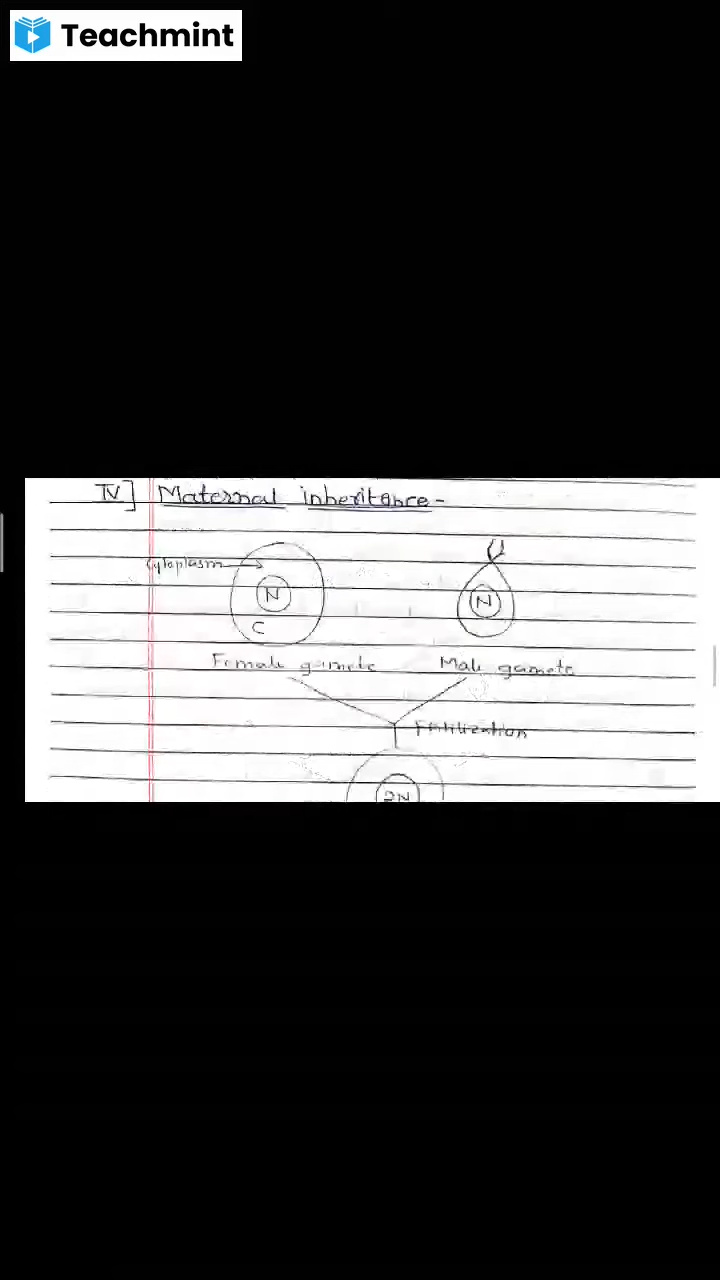 Teachmint
IV] Maternal inheritance-
Cytoplasm
N
N
C
Female gamete Male gamete
Fertilization
2N